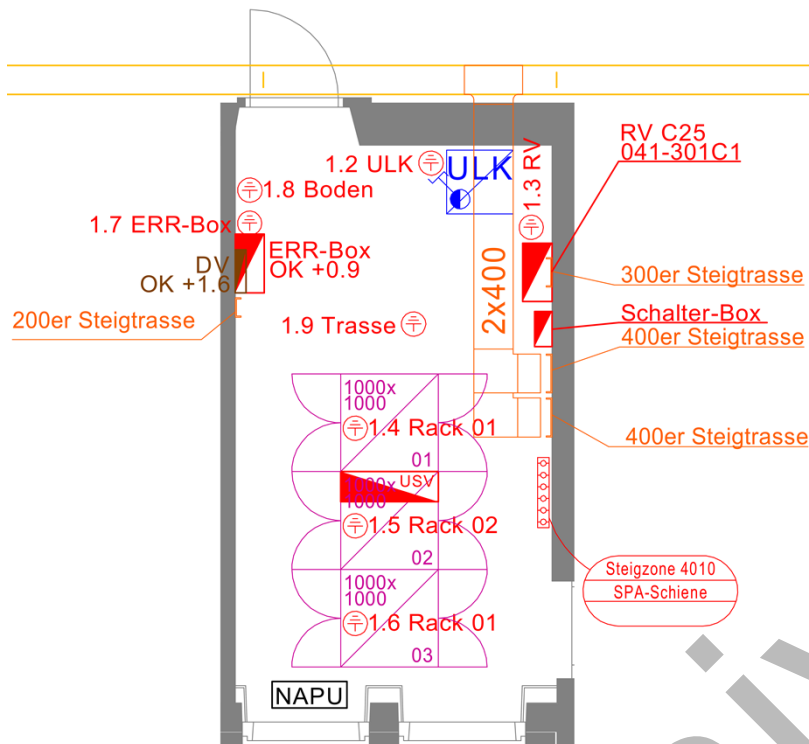 RV C25
041-301C1
1.2 ULK
ULK
1.3 RV
1.8 Boden
1.7 ERR-Box
ERR-Box
OK +0.9
DV
OK +1.6
200er Steigtrasse
1.9 Trasse
2x400
300er Steigtrasse
Schalter-Box
400er Steigtrasse
400er Steigtrasse
1000x
1000
1.4 Rack 01
01
1000x
1000
USV
1.5 Rack 02
02
1000x
1000
1.6 Rack 01
03
Steigzone 4010
SPA-Schiene
NAPU